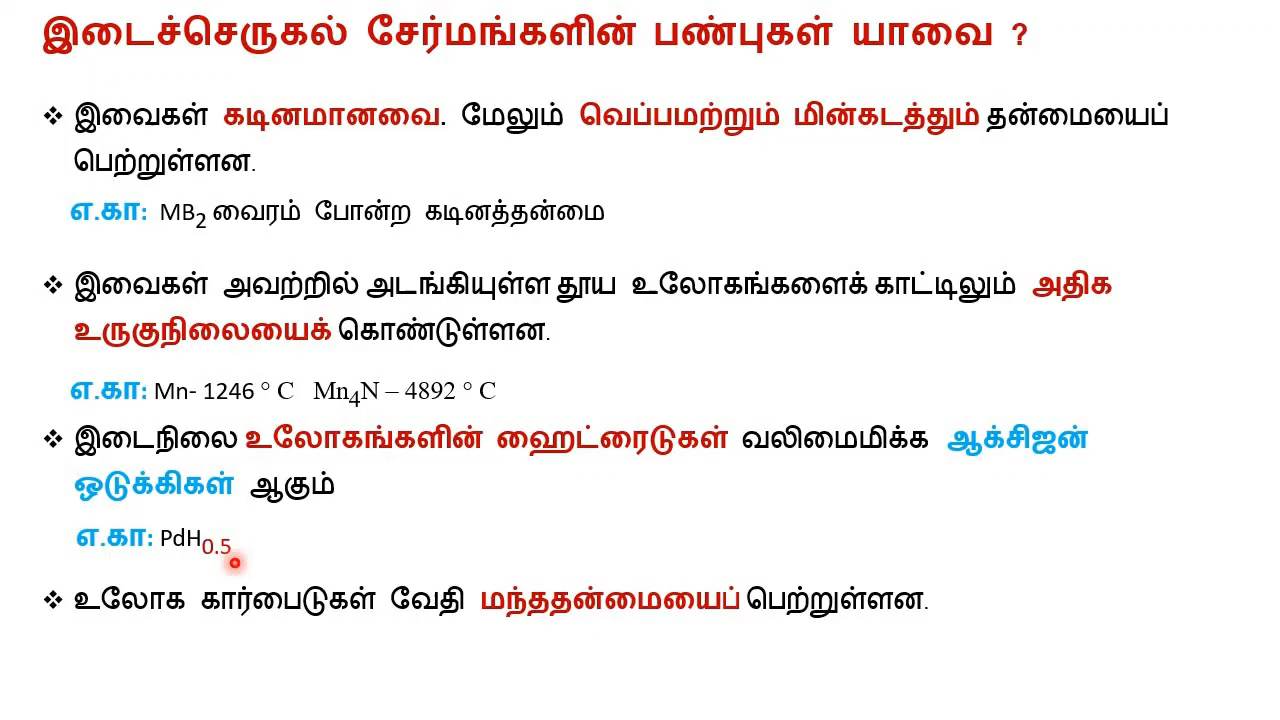 இடைச்செருகல் சேர்மங்களின் பண்புகள் யாவை ?
❖ இவைகள் கடினமானவை. மேலும் வெப்பமற்றும் மின்கடத்தும் தன்மையைப்
பெற்றுள்ளன.
எ.கா: MB₂ வைரம் போன்ற கடினத்தன்மை
❖ இவைகள் அவற்றில் அடங்கியுள்ள தூய உலோகங்களைக் காட்டிலும் அதிக
உருகுநிலையைக் கொண்டுள்ளன.
எ.கா: Mn- 1246 ° C Mn₄N – 4892 ° C
❖ இடைநிலை உலோகங்களின் ஹைட்ரைடுகள் வலிமைமிக்க ஆக்சிஜன்
ஒடுக்கிகள் ஆகும்
எ.கா: PdH₀.₅
❖ உலோக கார்பைடுகள் வேதி மந்ததன்மையைப் பெற்றுள்ளன.